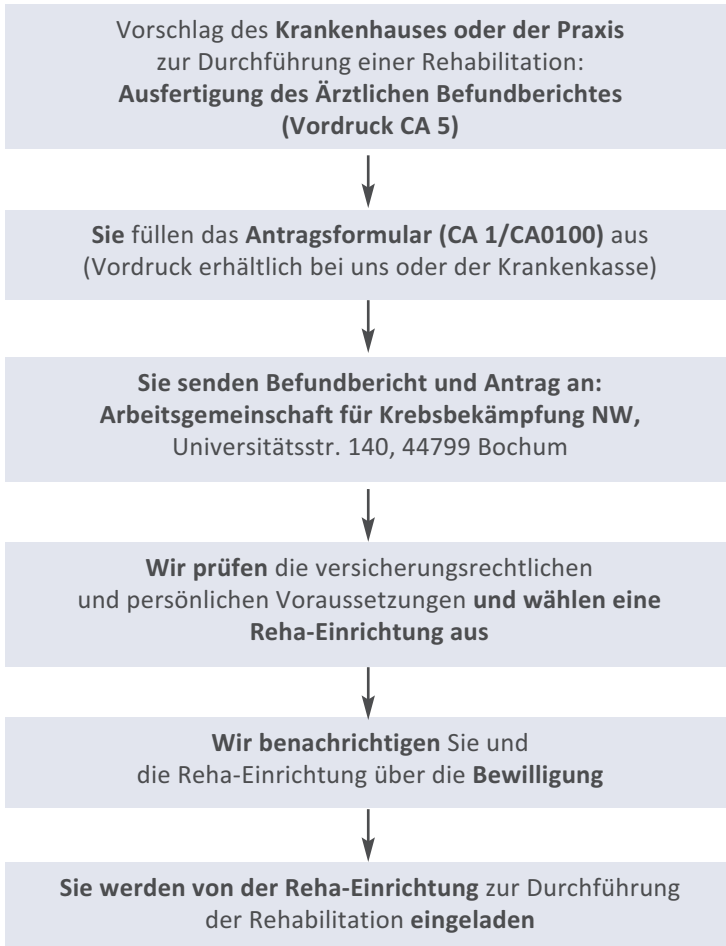 Vorschlag des Krankenhauses oder der Praxis
zur Durchführung einer Rehabilitation:
Ausfertigung des Ärztlichen Befundberichtes
(Vordruck CA 5)
Sie füllen das Antragsformular (CA 1/CA0100) aus
(Vordruck erhältlich bei uns oder der Krankenkasse)
Sie senden Befundbericht und Antrag an:
Arbeitsgemeinschaft für Krebsbekämpfung NW,
Universitätsstr. 140, 44799 Bochum
Wir prüfen die versicherungsrechtlichen
und persönlichen Voraussetzungen und wählen eine
Reha-Einrichtung aus
Wir benachrichtigen Sie und
die Reha-Einrichtung über die Bewilligung
Sie werden von der Reha-Einrichtung zur Durchführung
der Rehabilitation eingeladen